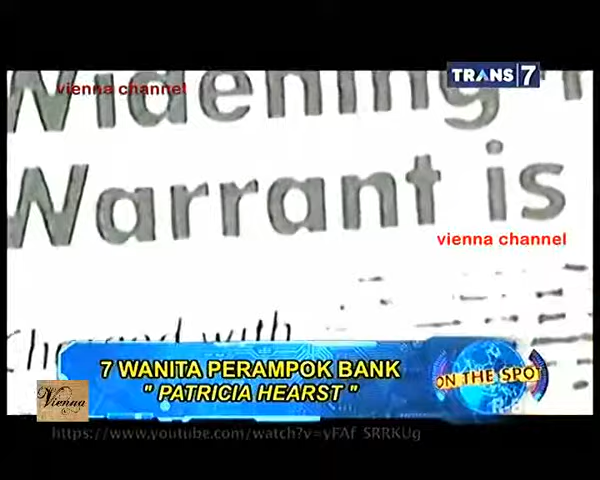 TRANS 7
vienna channel
Widening
Warrant is
vienna channel
with
7 WANITA PERAMPOK BANK
" PATRICIA HEARST "
ON THE SPOT
Vienna
https://www.youtube.com/watch?v=yFAf_SRRKUg